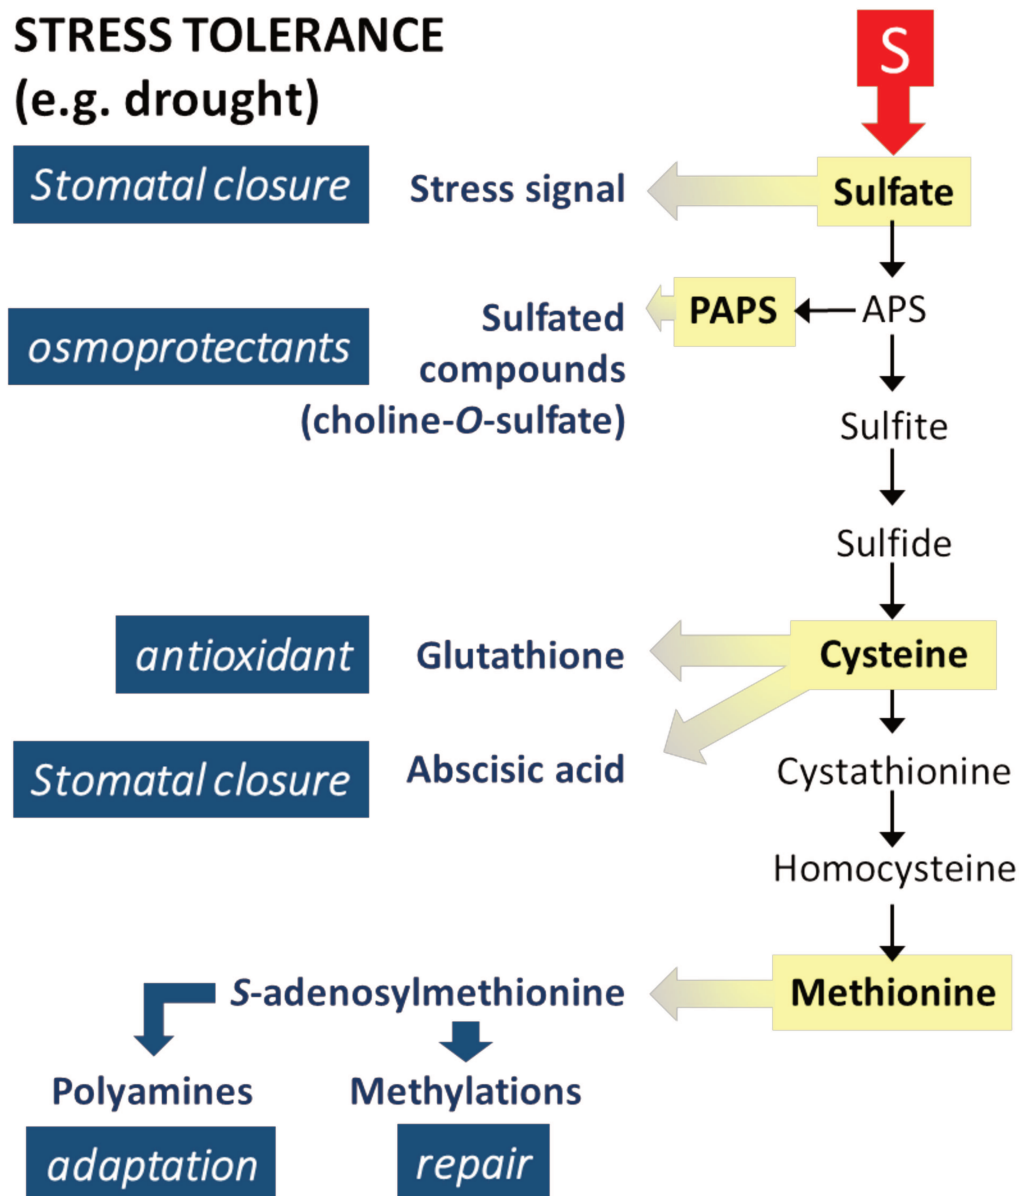 STRESS TOLERANCE
(e.g. drought)
S
Stomatal closure
Stress signal
Sulfate
osmoprotectants
Sulfated
compounds
(choline-O-sulfate)
PAPS
APS
Sulfite
Sulfide
antioxidant
Glutathione
Cysteine
Stomatal closure
Abscisic acid
Cystathionine
Homocysteine
S-adenosylmethionine
Methionine
Polyamines
Methylations
adaptation
repair